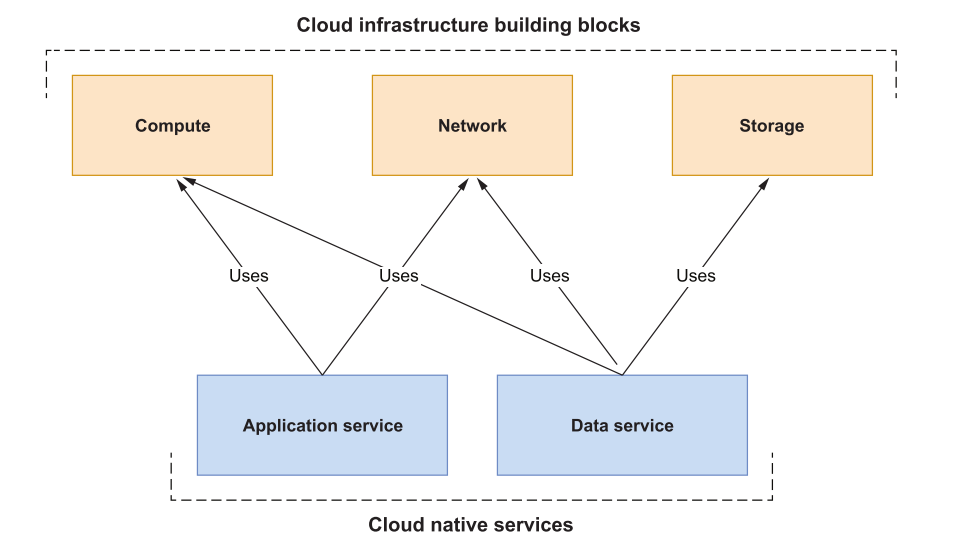 Cloud infrastructure building blocks
Compute
Network
Storage
Uses
Uses
Uses
Uses
Application service
Data service
Cloud native services